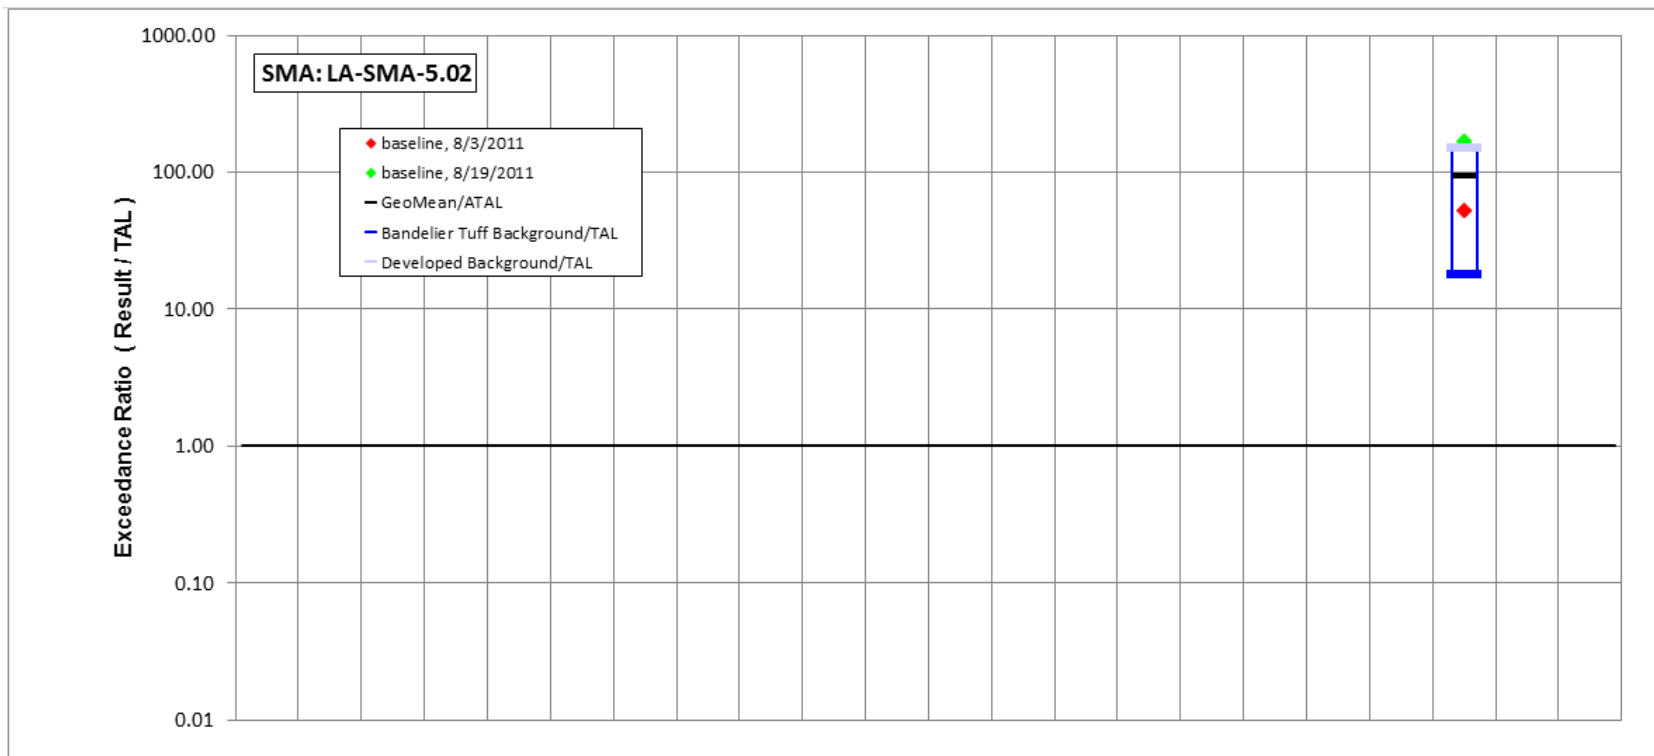 1000.00
SMA: LA-SMA-5.02
baseline, 8/3/2011
baseline, 8/19/2011
GeoMean/ATAL
Bandelier Tuff Background/TAL
Developed Background/TAL
100.00
10.00
1.00
0.10
0.01
Exceedance Ratio ( Result / TAL )